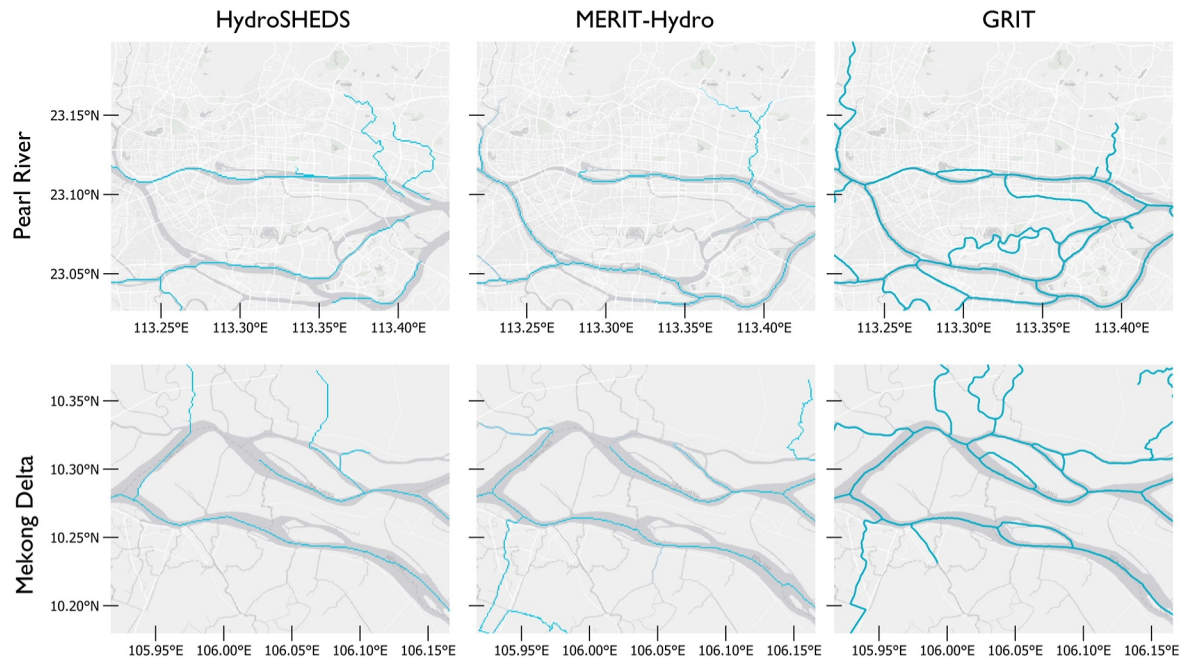 HydroSHEDS MERIT-Hydro GRIT
Pearl River
23.15°N
23.10°N
23.05°N
113.25°E 113.30°E 113.35°E 113.40°E 113.25°E 113.30°E 113.35°E 113.40°E 113.25°E 113.30°E 113.35°E 113.40°E
Mekong Delta
10.35°N
10.30°N
10.25°N
10.20°N
105.95°E 106.00°E 106.05°E 106.10°E 106.15°E 105.95°E 106.00°E 106.05°E 106.10°E 106.15°E 105.95°E 106.00°E 106.05°E 106.10°E 106.15°E